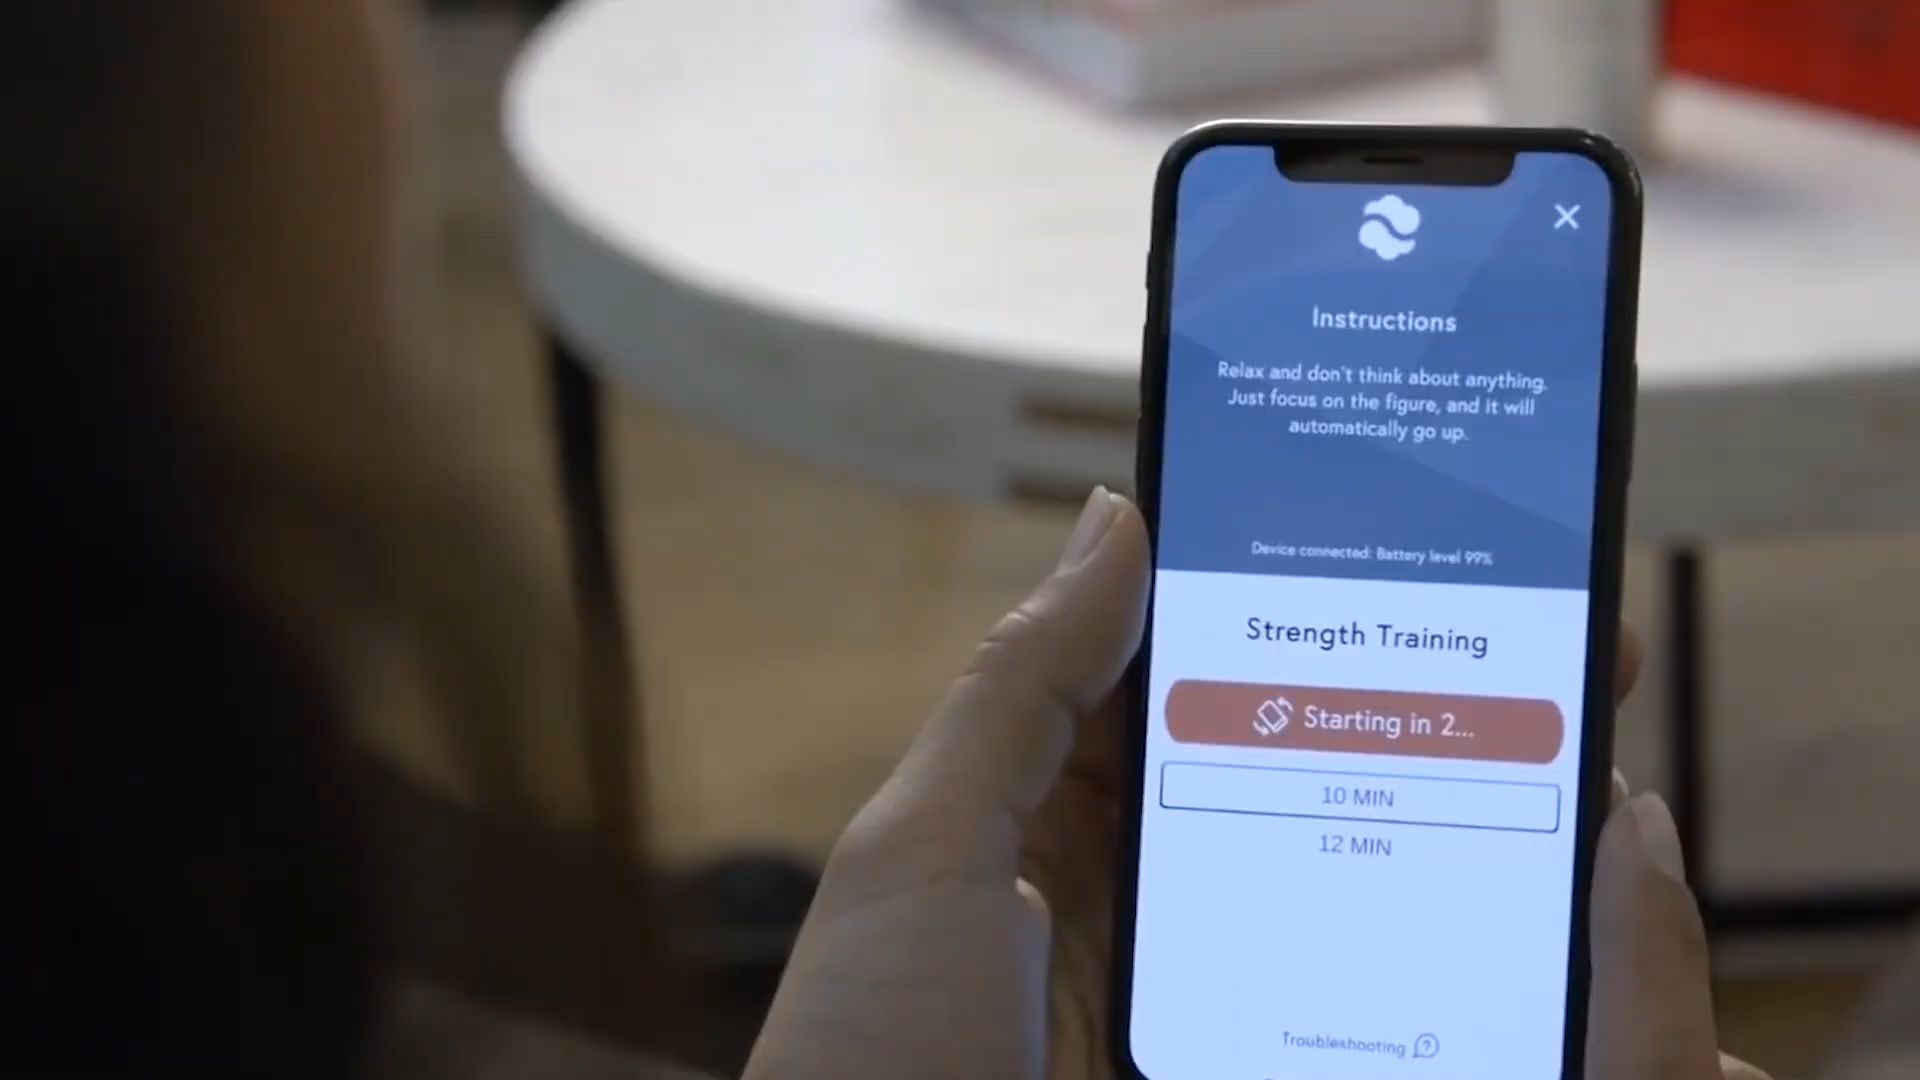 Instructions
Relax and don't think about anything.
Just focus on the figure, and it will
automatically go up.
Device connected: Battery level 99%
Strength Training
Starting in 2...
10 MIN
12 MIN
Troubleshooting